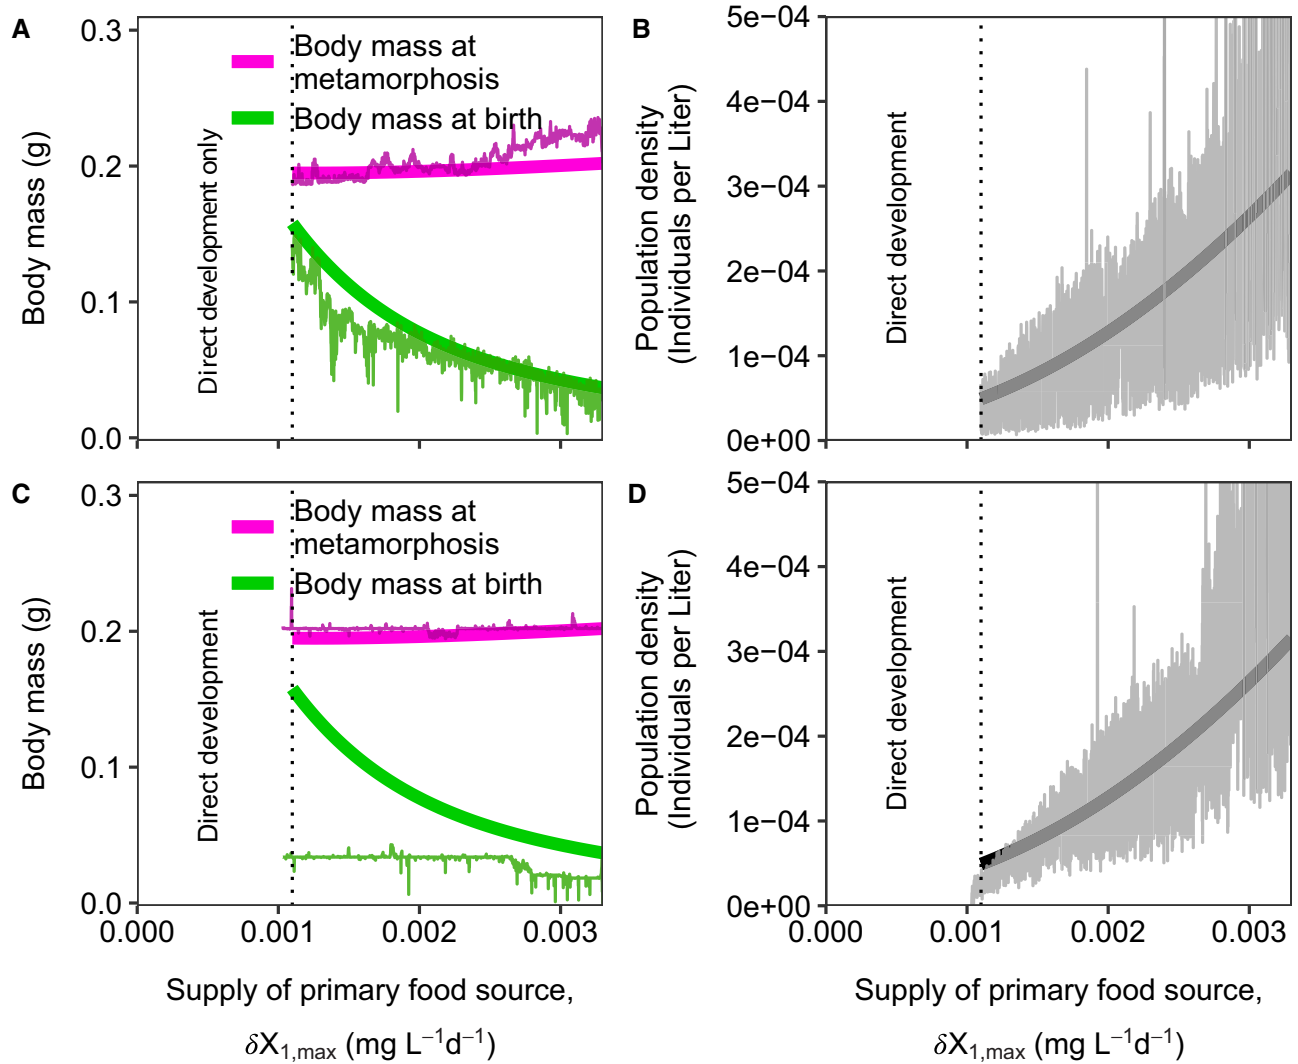 A
0.3
0.2
0.1
0.0
Body mass (g)
Body mass at
metamorphosis
Body mass at birth
Direct development only
B
5e−04
4e−04
3e−04
2e−04
1e−04
0e+00
Population density
(Individuals per Liter)
Direct development
C
0.3
0.2
0.1
0.0
Body mass (g)
Body mass at
metamorphosis
Body mass at birth
Direct development
0.000 0.001 0.002 0.003
Supply of primary food source,
δX1,max (mg L−1d−1)
D
5e−04
4e−04
3e−04
2e−04
1e−04
0e+00
Population density
(Individuals per Liter)
Direct development
0.000 0.001 0.002 0.003
Supply of primary food source,
δX1,max (mg L−1d−1)